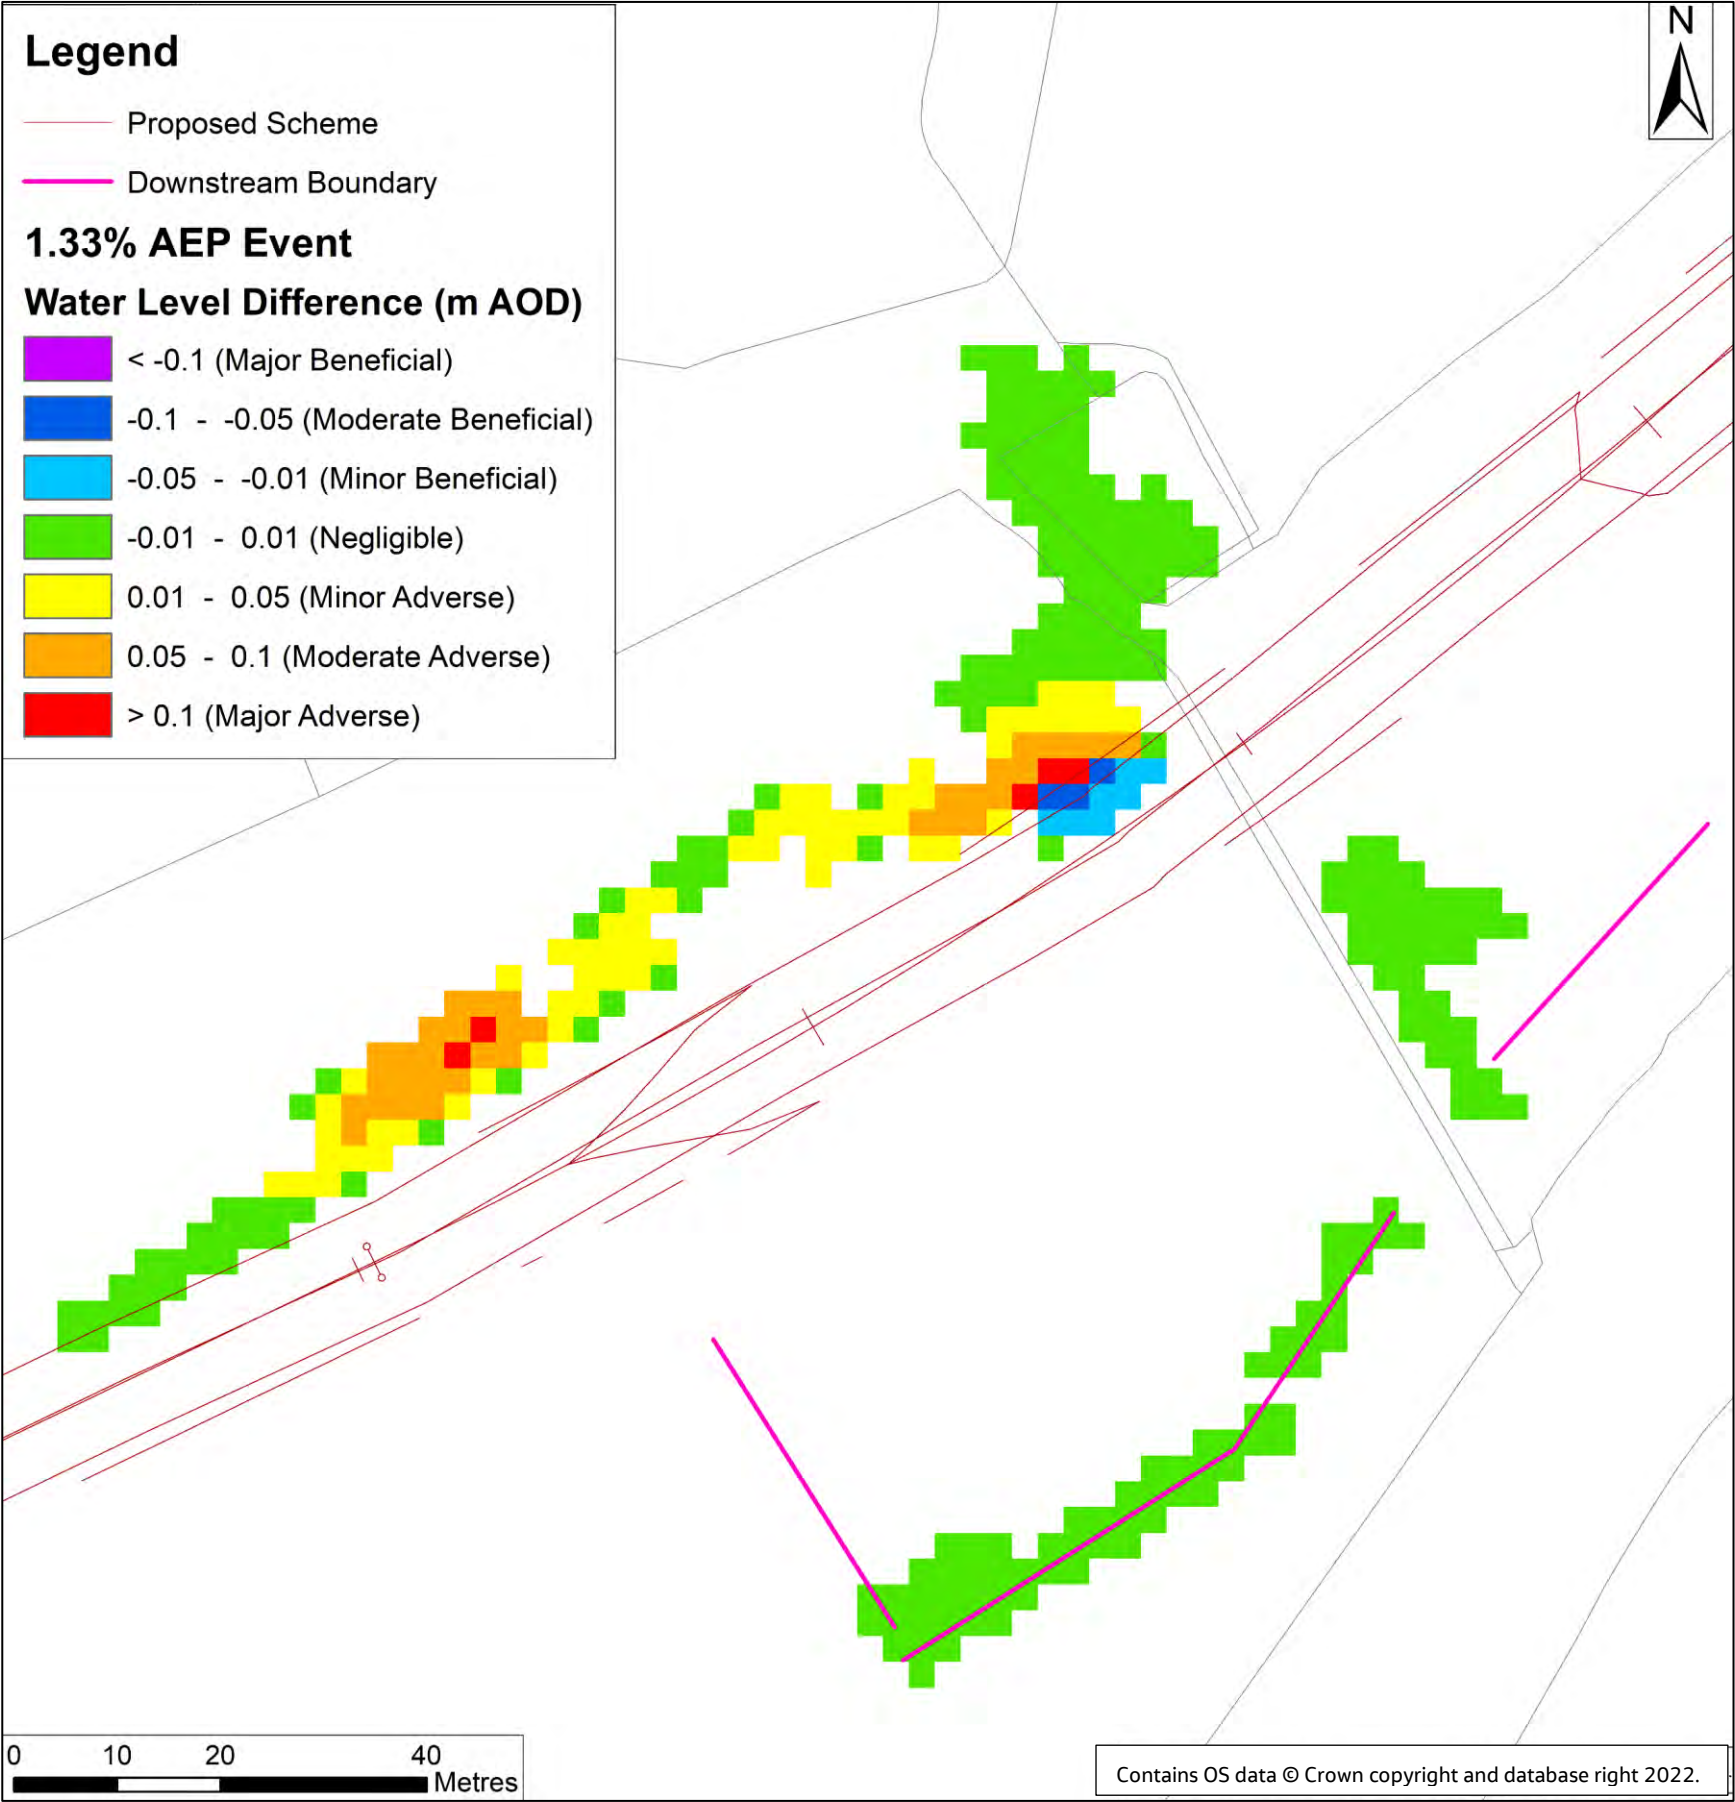 Legend
Proposed Scheme
Downstream Boundary
1.33% AEP Event
Water Level Difference (m AOD)
< -0.1 (Major Beneficial)
-0.1 - -0.05 (Moderate Beneficial)
-0.05 - -0.01 (Minor Beneficial)
-0.01 - 0.01 (Negligible)
0.01 - 0.05 (Minor Adverse)
0.05 - 0.1 (Moderate Adverse)
> 0.1 (Major Adverse)
N
0 10 20 40
Metres
Contains OS data © Crown copyright and database right 2022.